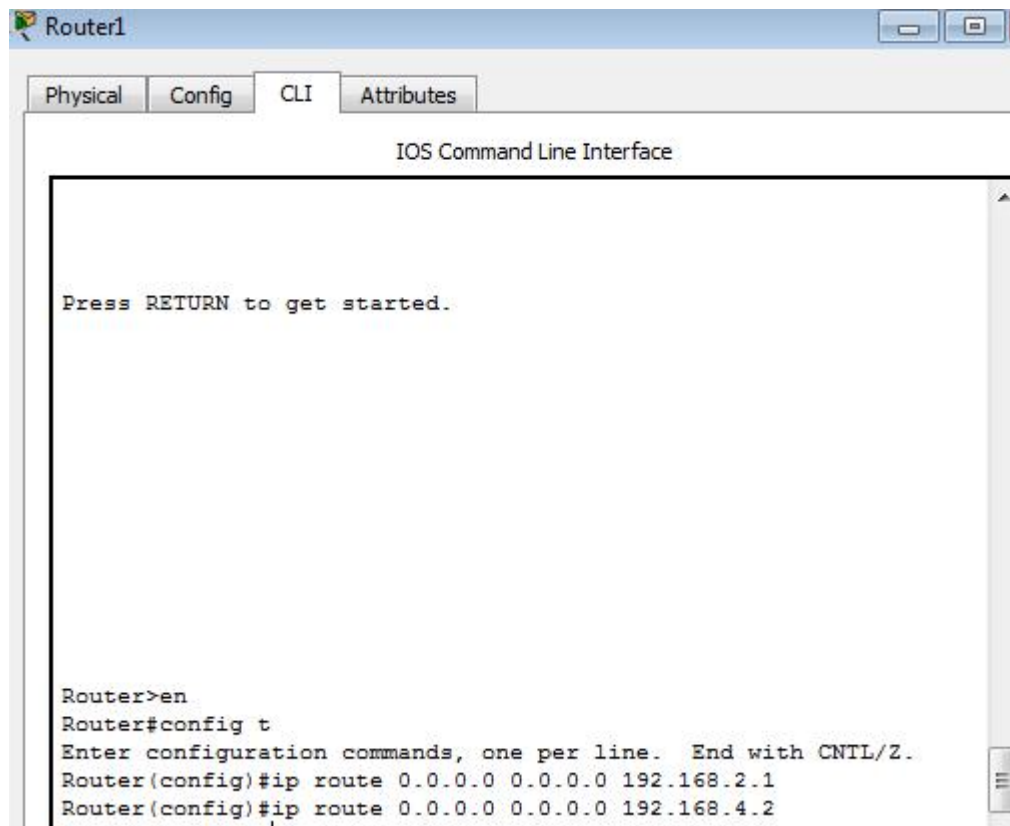 Router1
Physical Config CLI Attributes
IOS Command Line Interface
Press RETURN to get started.
Router>en
Router#config t
Enter configuration commands, one per line.  End with CNTL/Z.
Router(config)#ip route 0.0.0.0 0.0.0.0 192.168.2.1
Router(config)#ip route 0.0.0.0 0.0.0.0 192.168.4.2